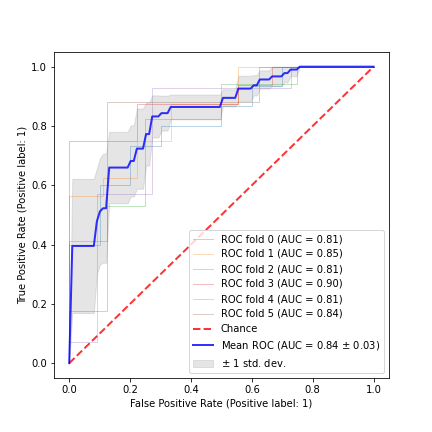 1.0
0.8
0.6
0.4
0.2
0.0
True Positive Rate (Positive label: 1)
ROC fold 0 (AUC = 0.81)
ROC fold 1 (AUC = 0.85)
ROC fold 2 (AUC = 0.81)
ROC fold 3 (AUC = 0.90)
ROC fold 4 (AUC = 0.81)
ROC fold 5 (AUC = 0.84)
Chance
Mean ROC (AUC = 0.84 ± 0.03)
± 1 std. dev.
0.0 0.2 0.4 0.6 0.8 1.0
False Positive Rate (Positive label: 1)